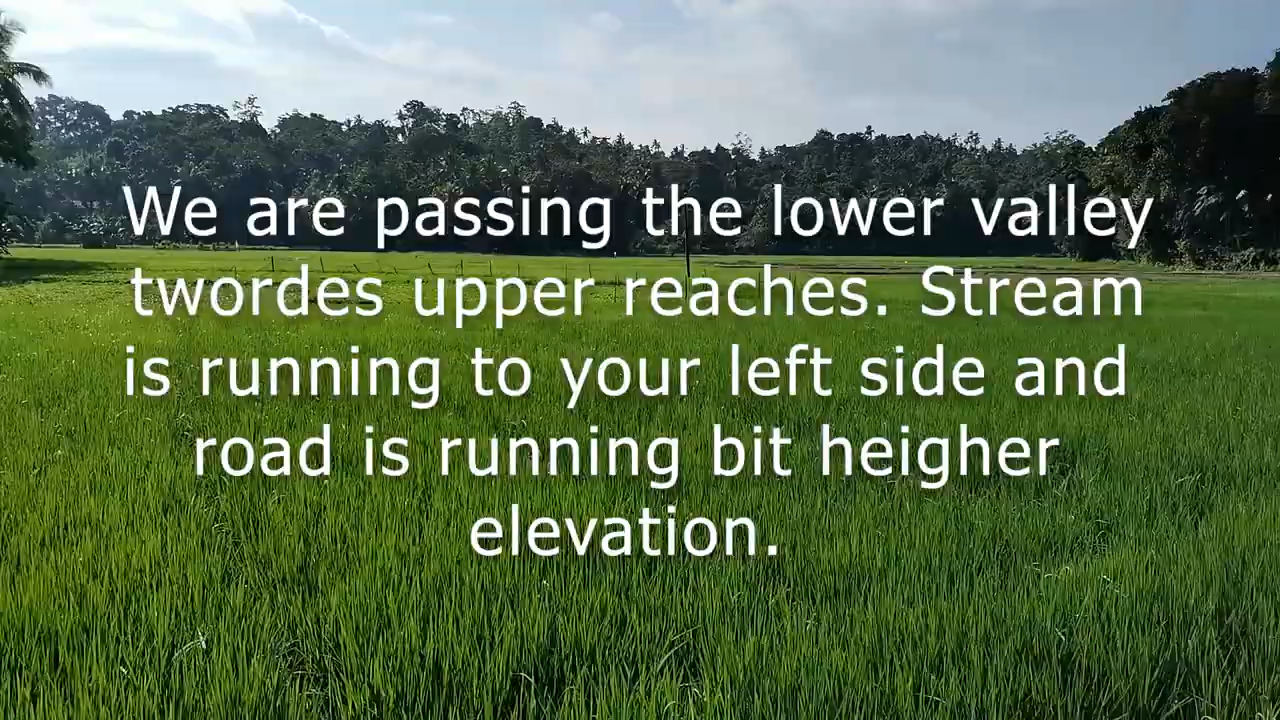 We are passing the lower valley
twordes upper reaches. Stream
is running to your left side and
road is running bit heigher
elevation.